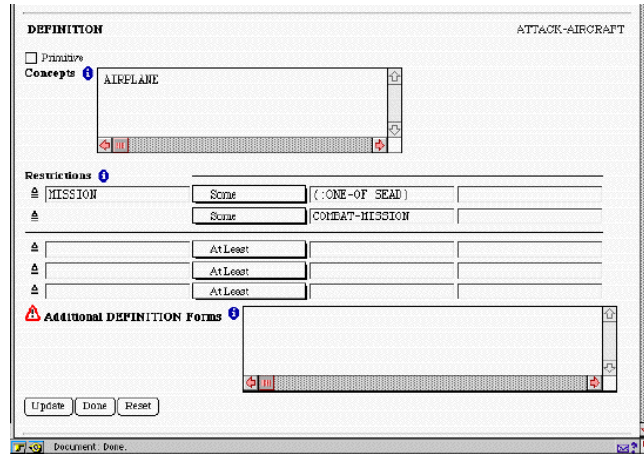 DEFINITION ATTACK-AIRCRAFT
Primitive
Concepts i AIRPLANE
Restrictions i
MISSION Some (:ONE-OF SEAD)
Some COMBAT-MISSION
At Least
At Least
At Least
Additional DEFINITION Forms i
Update Done Reset
Document: Done.